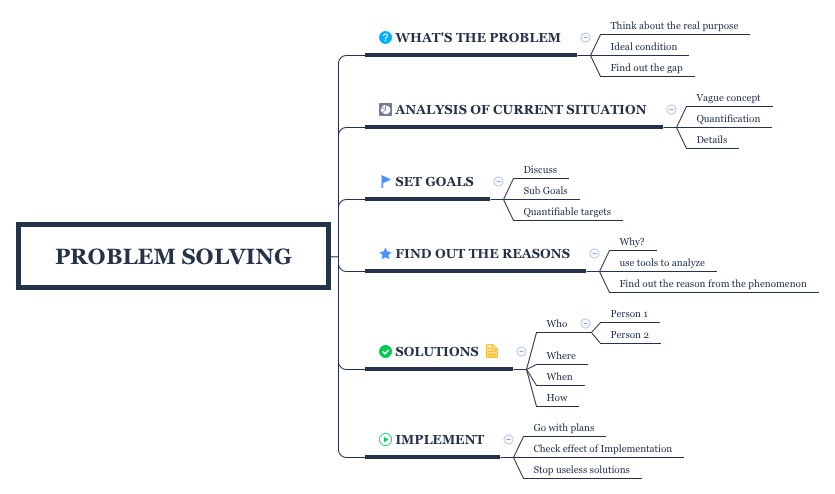 PROBLEM SOLVING
WHAT'S THE PROBLEM
Think about the real purpose
Ideal condition
Find out the gap
ANALYSIS OF CURRENT SITUATION
Vague concept
Quantification
Details
SET GOALS
Discuss
Sub Goals
Quantifiable targets
FIND OUT THE REASONS
Why?
use tools to analyze
Find out the reason from the phenomenon
SOLUTIONS
Who
Person 1
Person 2
Where
When
How
IMPLEMENT
Go with plans
Check effect of Implementation
Stop useless solutions